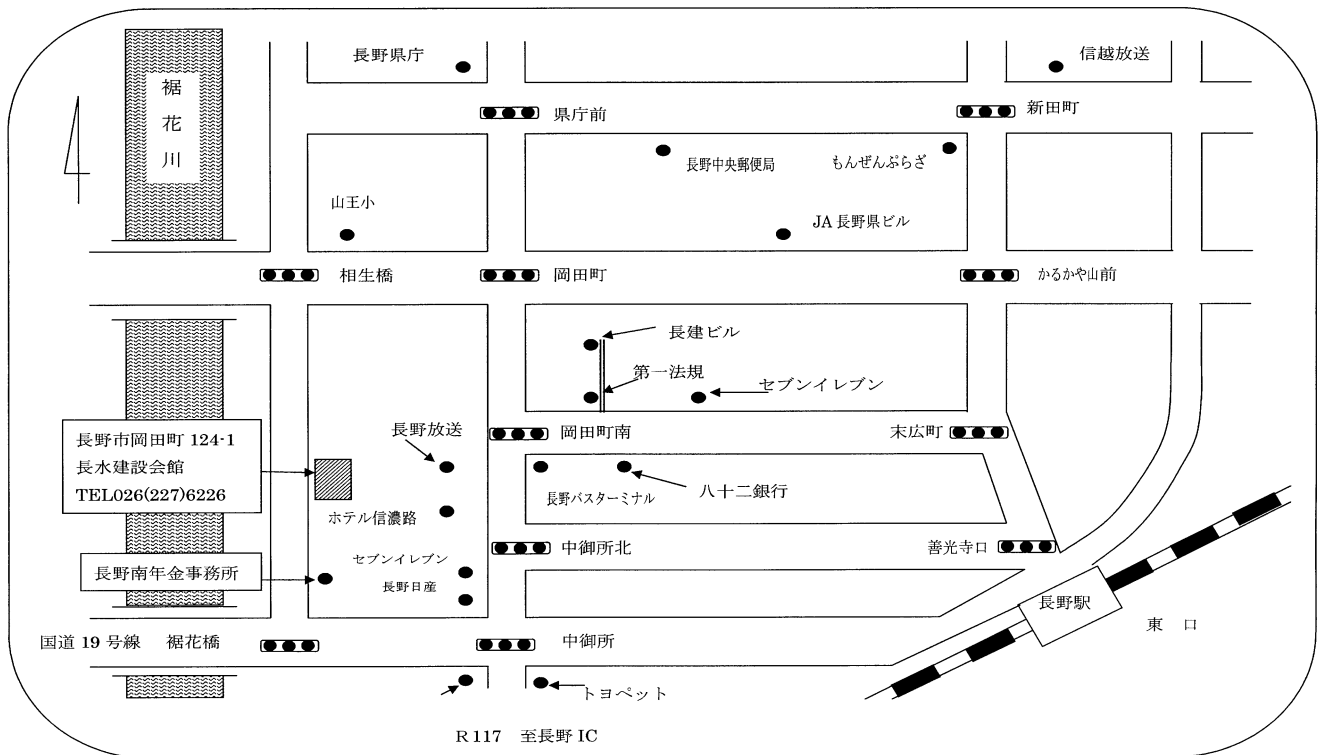 長野県庁
信越放送
裾花川
県庁前
新田町
長野中央郵便局
もんぜんぷらざ
山王小
JA 長野県ビル
相生橋
岡田町
かるかや山前
長建ビル
第一法規
セブンイレブン
長野市岡田町 124-1
長水建設会館
TEL026(227)6226
長野放送
岡田町南
末広町
長野バスターミナル
八十二銀行
ホテル信濃路
中御所北
善光寺口
セブンイレブン
長野日産
長野南年金事務所
長野駅
東 口
国道 19 号線 裾花橋
中御所
トヨペット
R117 至長野 IC